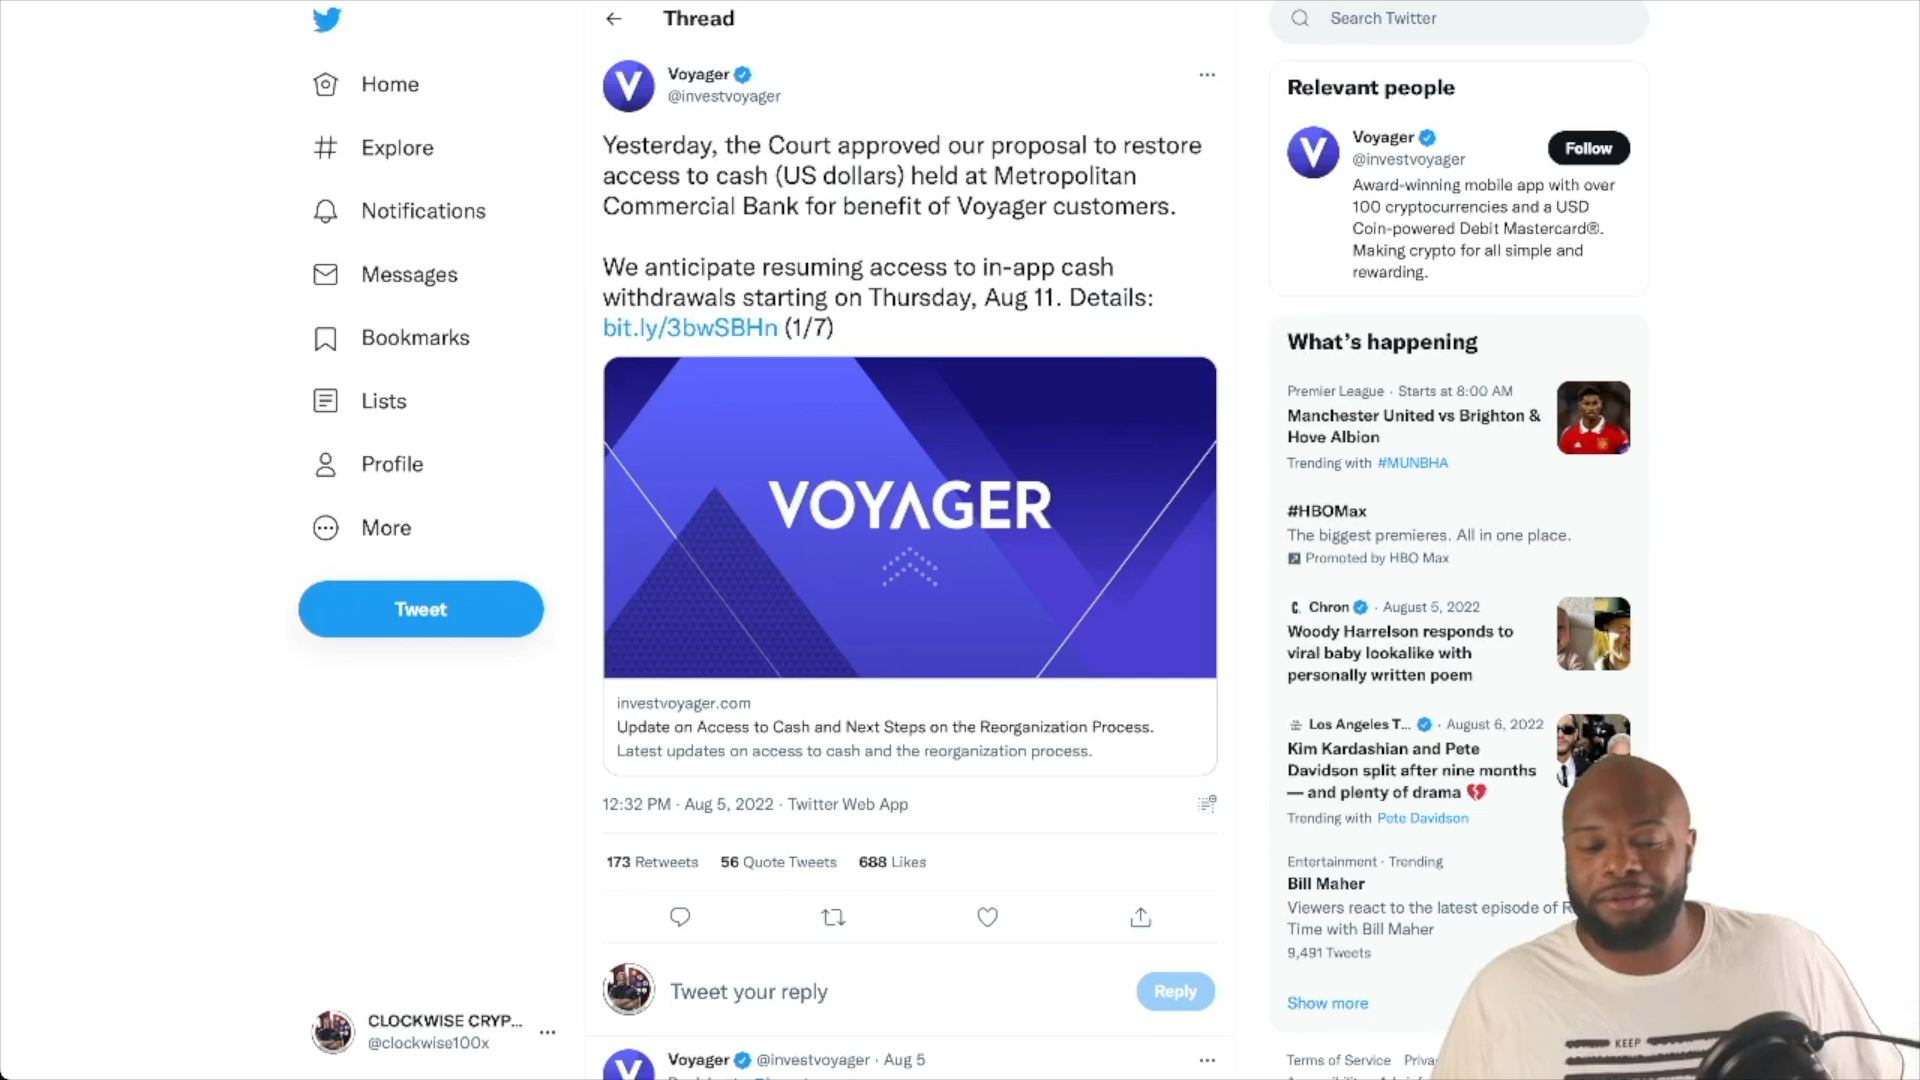 Home
Explore
Notifications
Messages
Bookmarks
Lists
Profile
More
Tweet
CLOCKWISE CRYP...
@clockwise100x
Thread
Voyager
@investvoyager
Yesterday, the Court approved our proposal to restore
access to cash (US dollars) held at Metropolitan
Commercial Bank for benefit of Voyager customers.
We anticipate resuming access to in-app cash
withdrawals starting on Thursday, Aug 11. Details:
bit.ly/3bwSBHn (1/7)
VOYAGER
investvoyager.com
Update on Access to Cash and Next Steps on the Reorganization Process.
Latest updates on access to cash and the reorganization process.
12:32 PM · Aug 5, 2022 · Twitter Web App
173 Retweets 56 Quote Tweets 688 Likes
Tweet your reply
Reply
Voyager @investvoyager · Aug 5
Search Twitter
Relevant people
Voyager
@investvoyager
Follow
Award-winning mobile app with over
100 cryptocurrencies and a USD
Coin-powered Debit Mastercard®.
Making crypto for all simple and
rewarding.
What's happening
Premier League · Starts at 8:00 AM
Manchester United vs Brighton &
Hove Albion
Trending with #MUNBHA
#HBOMax
The biggest premieres. All in one place.
Promoted by HBO Max
Chron · August 5, 2022
Woody Harrelson responds to
viral baby lookalike with
personally written poem
Los Angeles T... · August 6, 2022
Kim Kardashian and Pete
Davidson split after nine months
— and plenty of drama 💔
Trending with Pete Davidson
Entertainment · Trending
Bill Maher
Viewers react to the latest episode of
Time with Bill Maher
9,491 Tweets
Show more
Terms of Service
KEEP